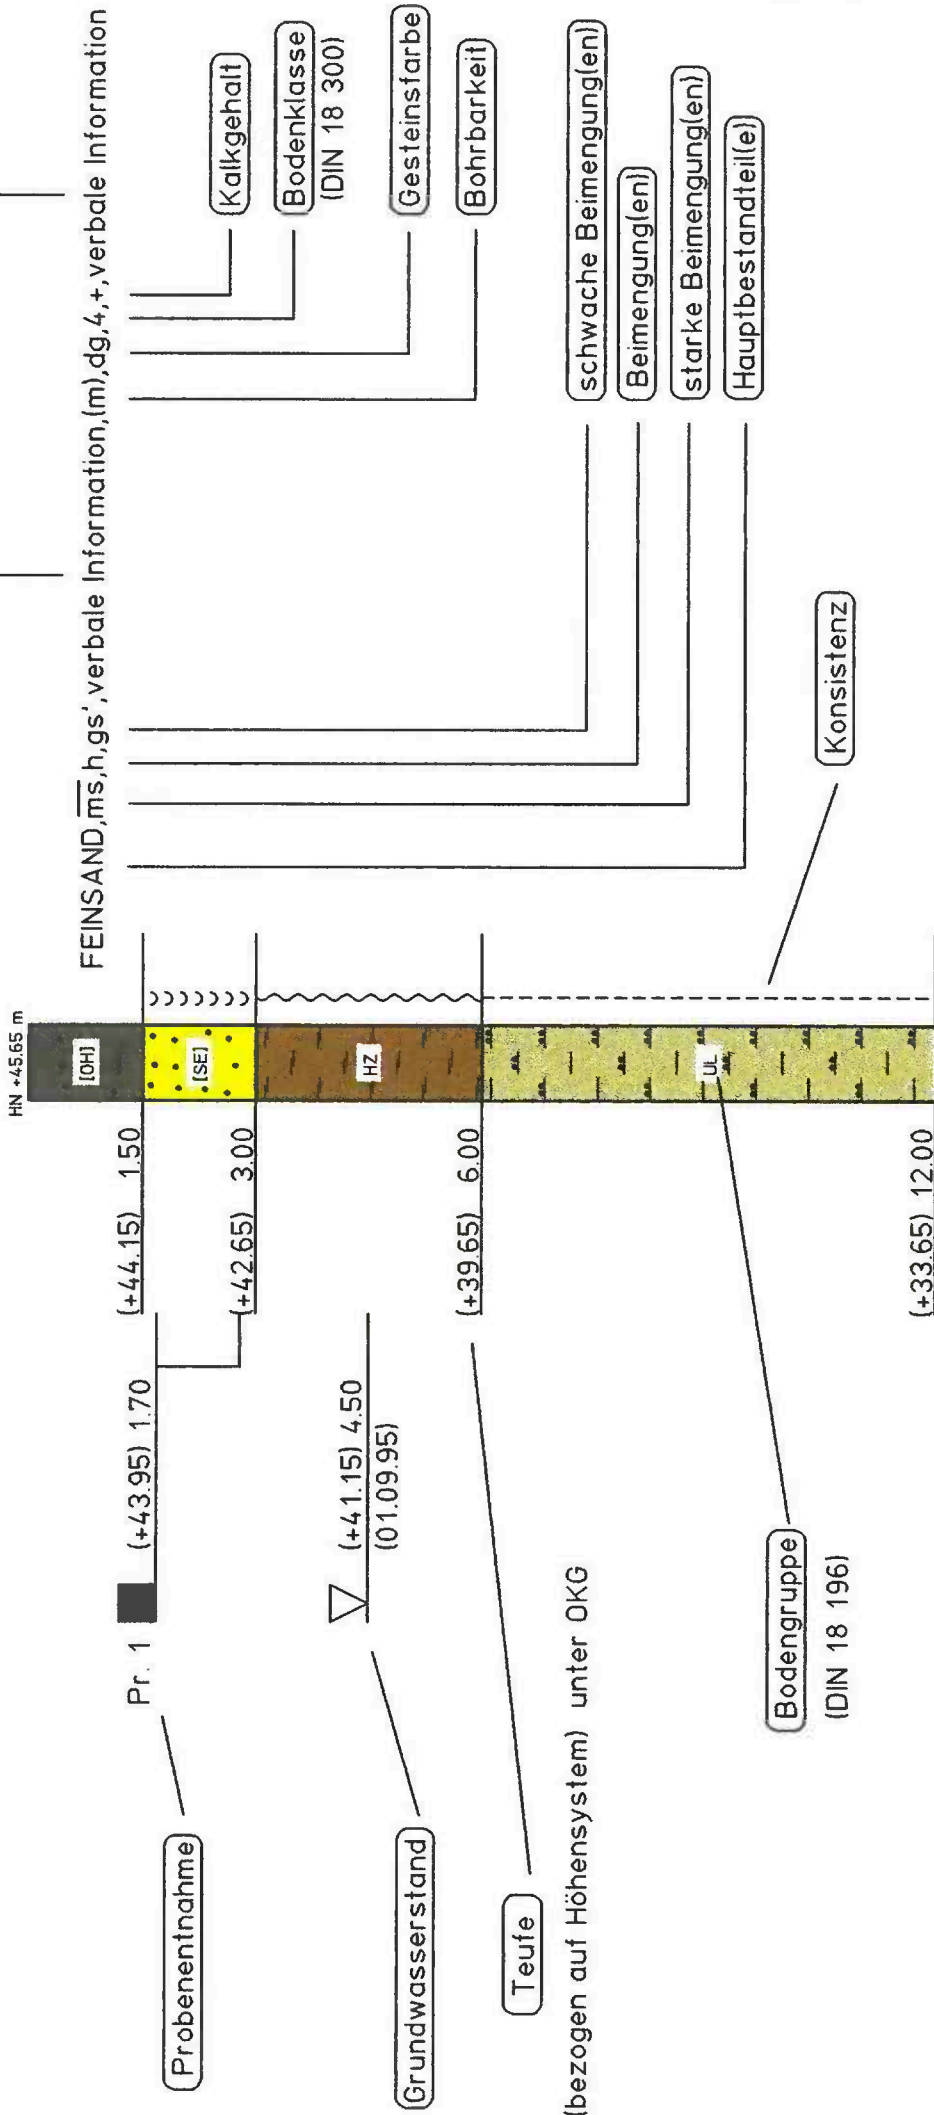 HN +45.65 m
FEINSAND,m̅s̅,h,gs',verbale Information,(m),dg,4,+,verbale Information
Kalkgehalt
Bodenklasse
(DIN 18 300)
Gesteinsfarbe
Bohrbarkeit
schwache Beimengung(en)
Beimengung(en)
starke Beimengung(en)
Hauptbestandteil(e)
Konsistenz
[OH]
[SE]
HZ
UL
(+44.15) 1.50
(+42.65) 3.00
(+39.65) 6.00
(+33.65) 12.00
Pr. 1
(+43.95) 1.70
(+41.15) 4.50
(01.09.95)
Probenentnahme
Grundwasserstand
Teufe
(bezogen auf Höhensystem) unter OKG
Bodengruppe
(DIN 18 196)